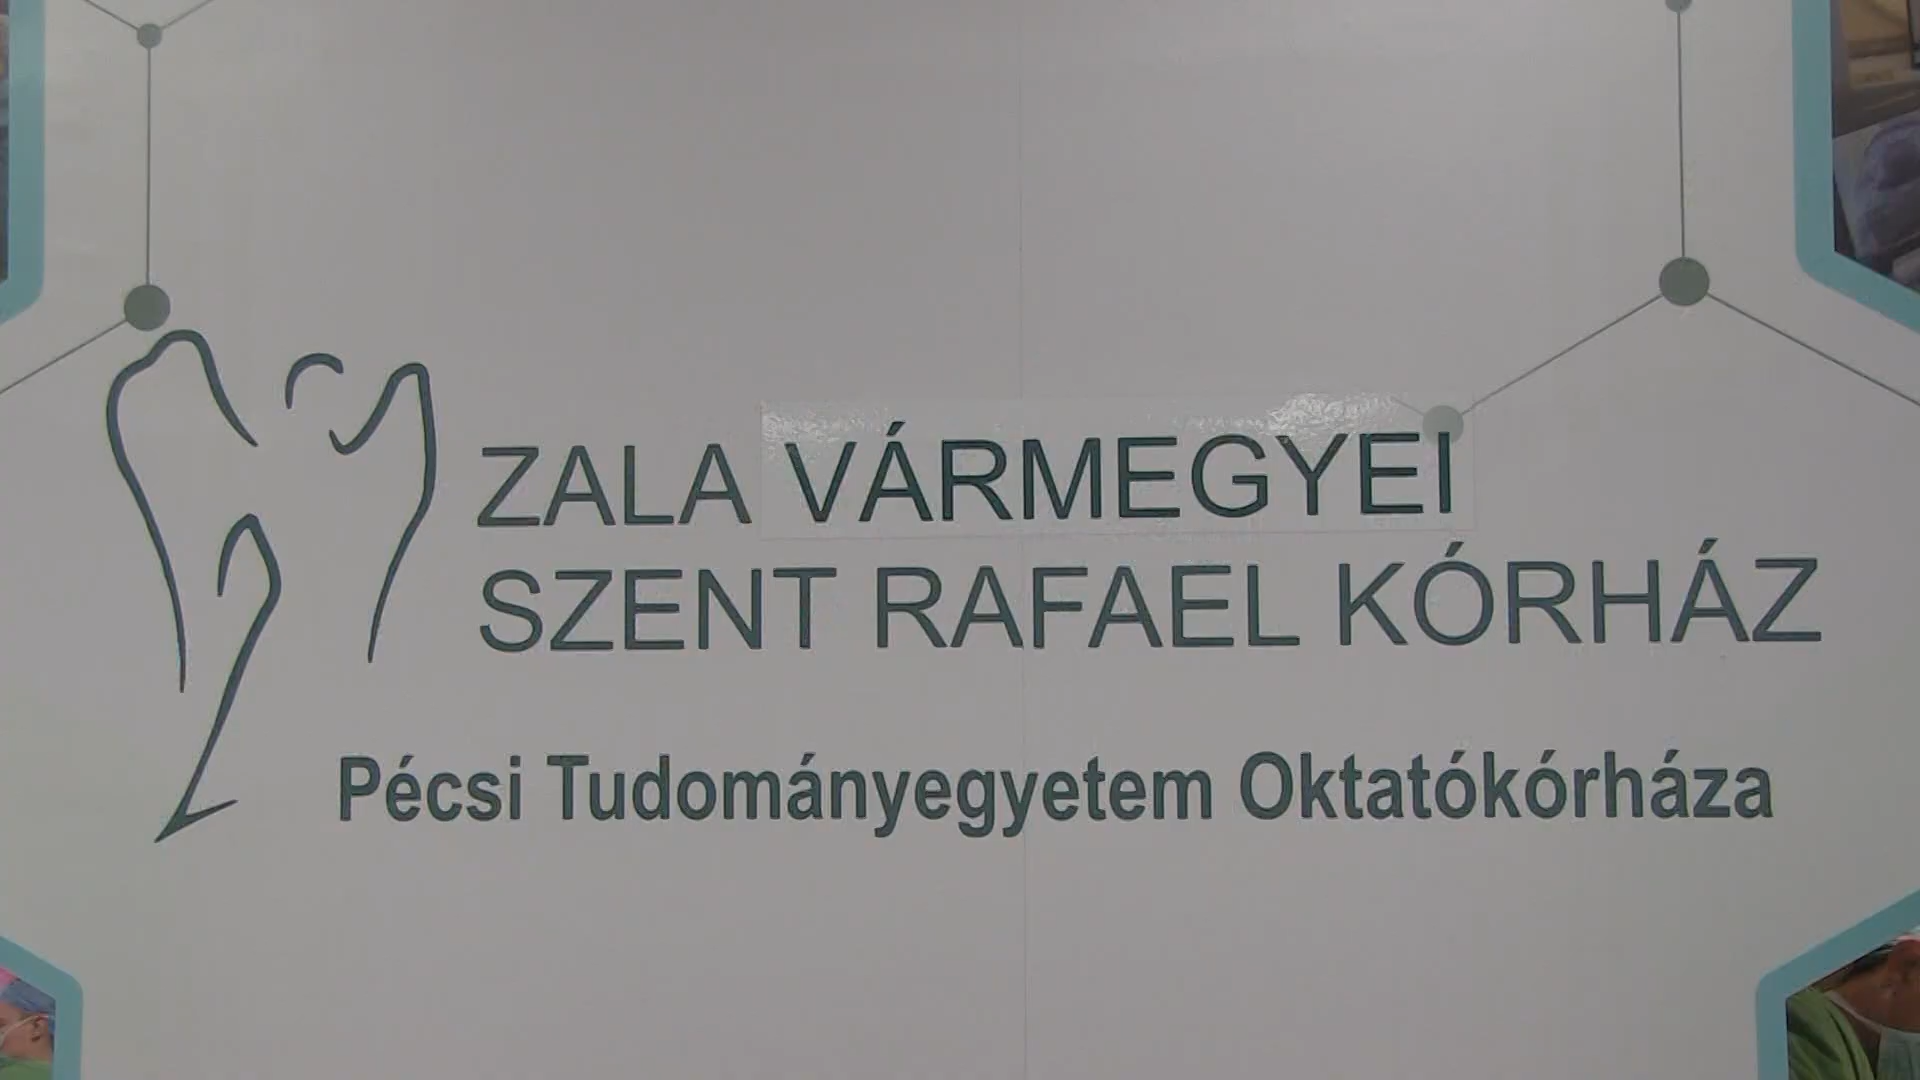 ZALA VÁRMEGYEI
SZENT RAFAEL KÓRHÁZ
Pécsi Tudományegyetem Oktatókórháza